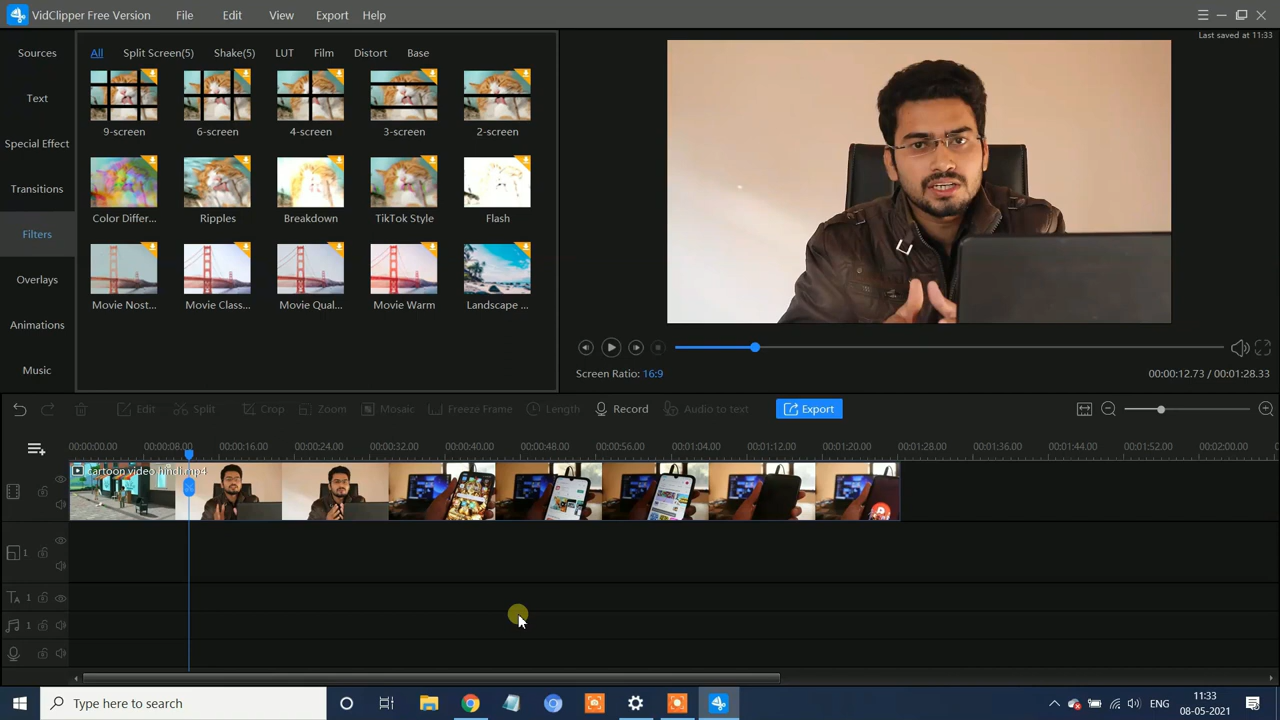 VidClipper Free Version File Edit View Export Help
Last saved at 11:33
Sources
Text
Special Effect
Transitions
Filters
Overlays
Animations
Music
All Split Screen(5) Shake(5) LUT Film Distort Base
9-screen 6-screen 4-screen 3-screen 2-screen
Color Differ... Ripples Breakdown TikTok Style Flash
Movie Nost... Movie Class... Movie Qual... Movie Warm Landscape ...
Screen Ratio: 16:9 00:00:12.73 / 00:01:28.33
Edit Split Crop Zoom Mosaic Freeze Frame Length Record Audio to text Export
00:00:00.00 00:00:08.00 00:00:16.00 00:00:24.00 00:00:32.00 00:00:40.00 00:00:48.00 00:00:56.00 00:01:04.00 00:01:12.00 00:01:20.00 00:01:28.00 00:01:36.00 00:01:44.00 00:01:52.00 00:02:00.00
cartoon video hindi.mp4
1
TA 1
1
Type here to search
ENG
11:33
08-05-2021